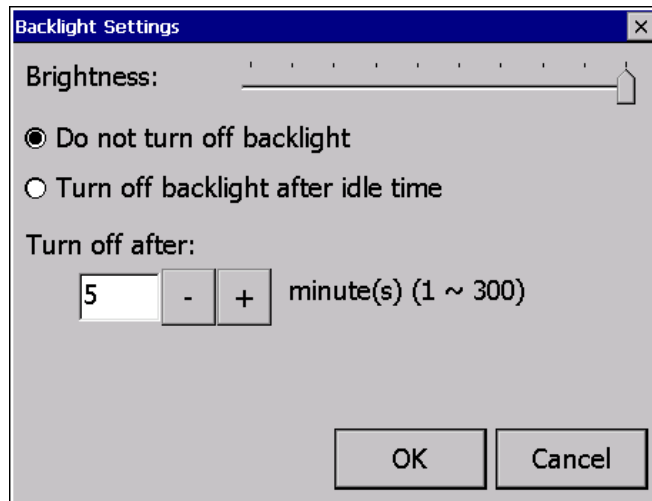 Backlight Settings
Brightness:
Do not turn off backlight
Turn off backlight after idle time
Turn off after:
5 - + minute(s) (1 ~ 300)
OK Cancel